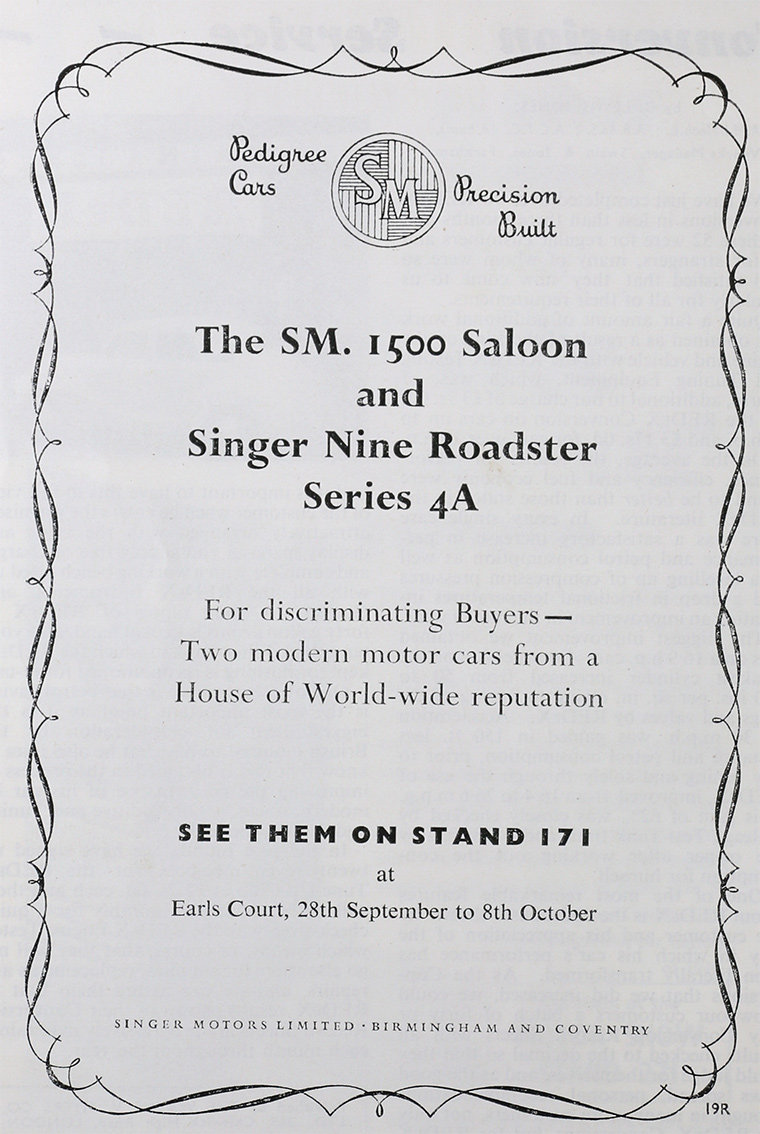 Pedigree
Cars
SM
Precision
Built
The SM. 1500 Saloon
and
Singer Nine Roadster
Series 4A
For discriminating Buyers —
Two modern motor cars from a
House of World-wide reputation
SEE THEM ON STAND 171
at
Earls Court, 28th September to 8th October
SINGER MOTORS LIMITED · BIRMINGHAM AND COVENTRY
19R